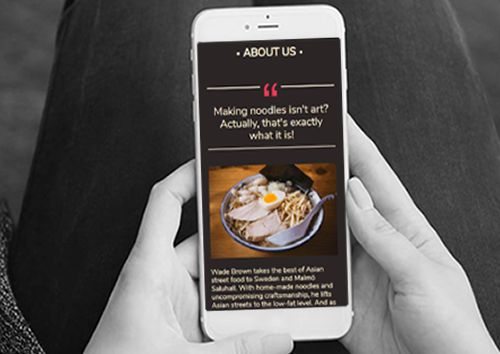 • ABOUT US •
“
Making noodles isn't art?
Actually, that's exactly
what it is!
Wade Brown takes the best of Asian
street food to Sweden and Malmö
Saluhall. With home-made noodles and
uncompromising craftsmanship, he lifts
Asian streets to the low-fat level. And as